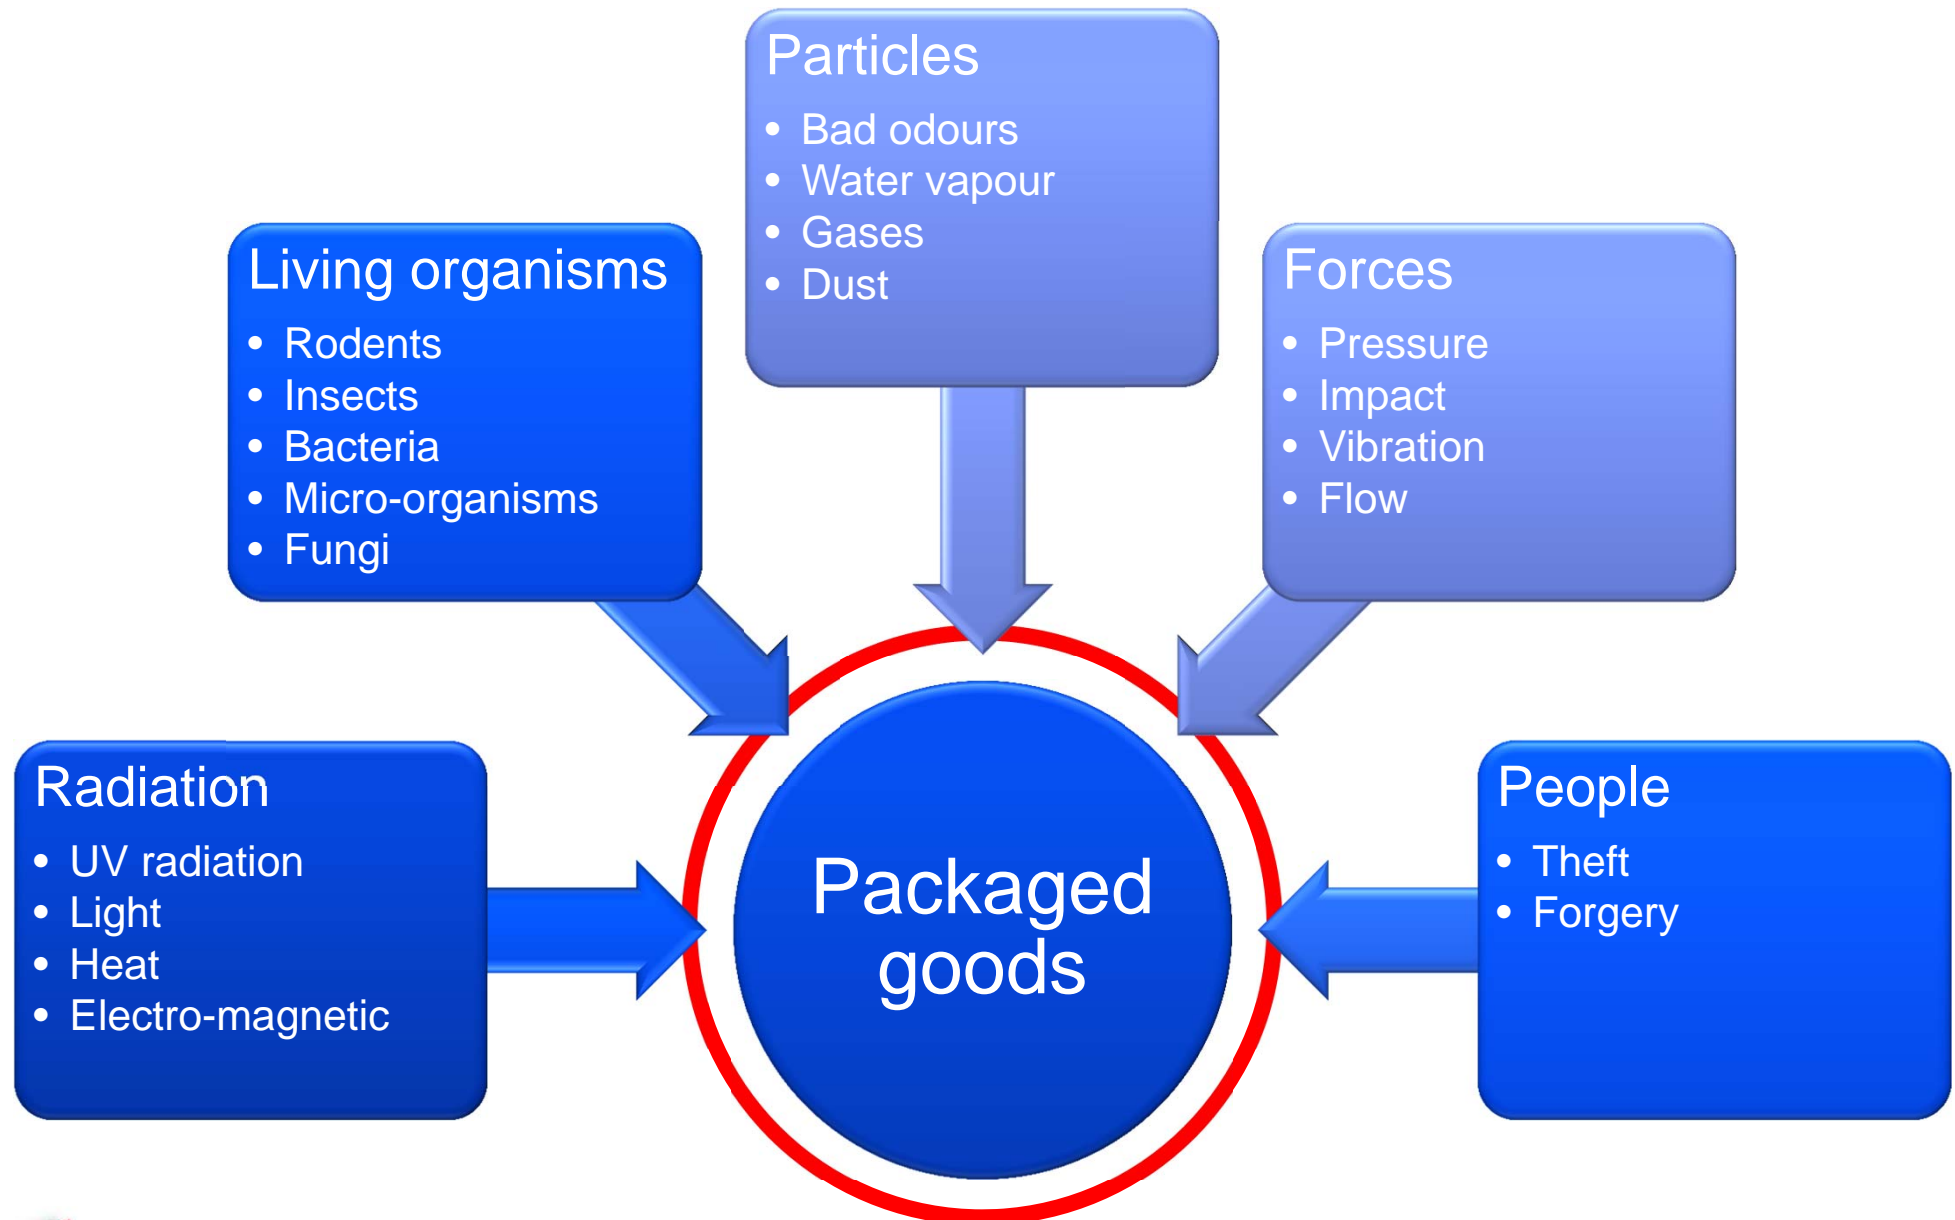 Particles
• Bad odours
• Water vapour
• Gases
• Dust
Living organisms
• Rodents
• Insects
• Bacteria
• Micro-organisms
• Fungi
Forces
• Pressure
• Impact
• Vibration
• Flow
Radiation
• UV radiation
• Light
• Heat
• Electro-magnetic
Packaged
goods
People
• Theft
• Forgery